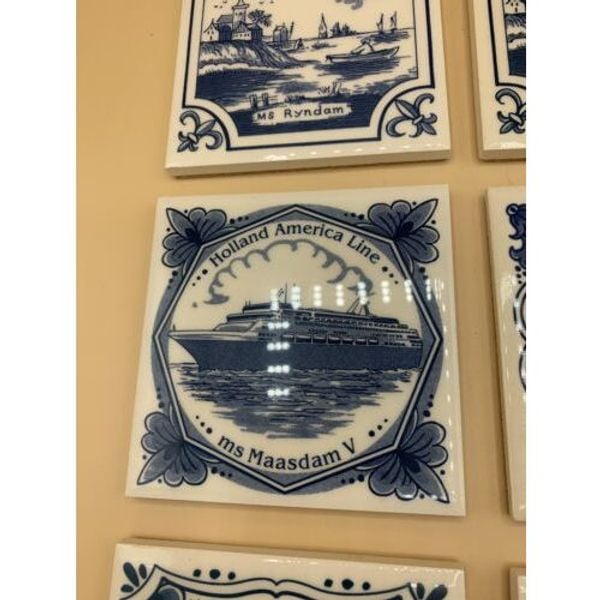 MS Ryndam
Holland America Line
ms Maasdam V